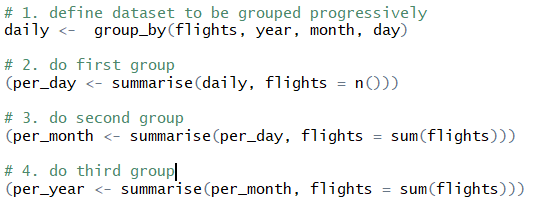 # 1. define dataset to be grouped progressively
daily <-  group_by(flights, year, month, day)
# 2. do first group
(per_day <- summarise(daily, flights = n()))
# 3. do second group
(per_month <- summarise(per_day, flights = sum(flights)))
# 4. do third group
(per_year <- summarise(per_month, flights = sum(flights)))